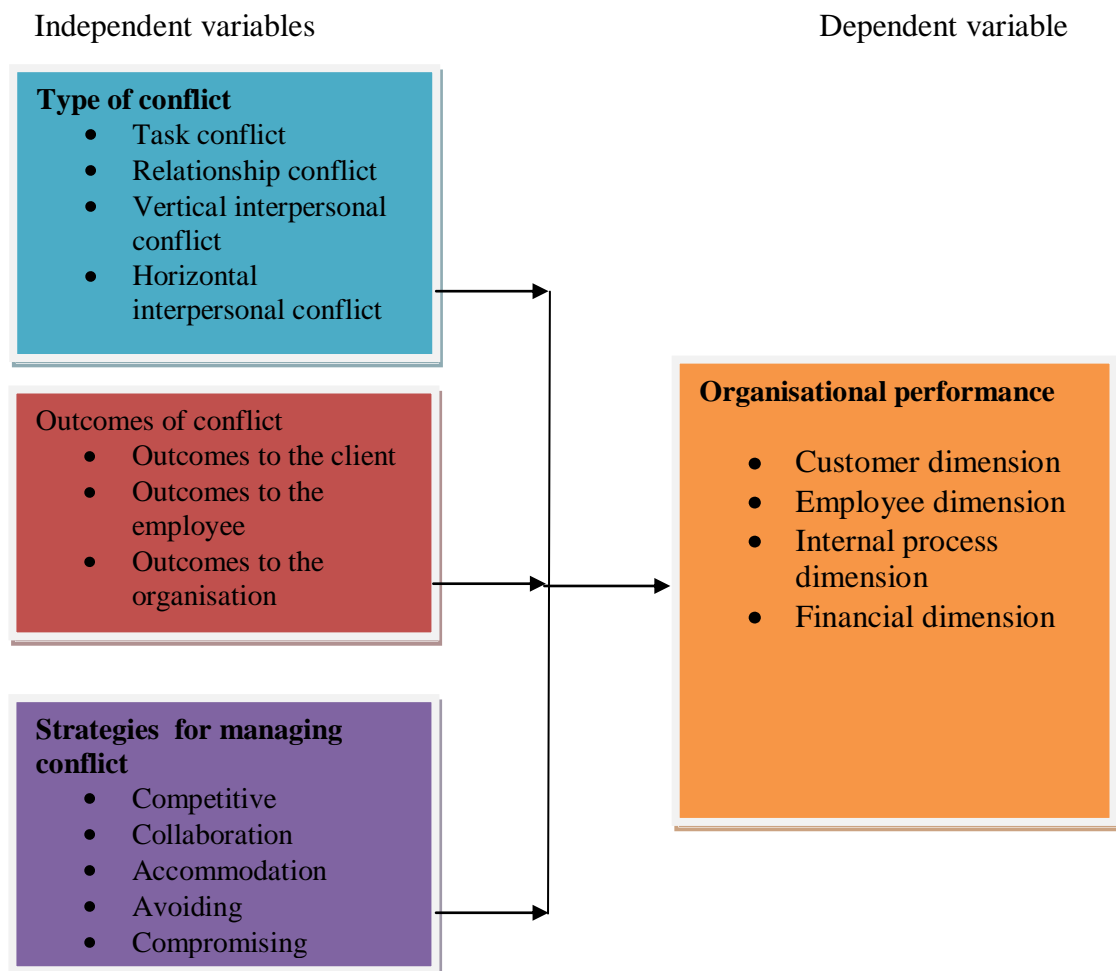 Independent variables
Dependent variable
Type of conflict
• Task conflict
• Relationship conflict
• Vertical interpersonal
conflict
• Horizontal
interpersonal conflict
Outcomes of conflict
• Outcomes to the client
• Outcomes to the
employee
• Outcomes to the
organisation
Strategies for managing
conflict
• Competitive
• Collaboration
• Accommodation
• Avoiding
• Compromising
Organisational performance
• Customer dimension
• Employee dimension
• Internal process
dimension
• Financial dimension